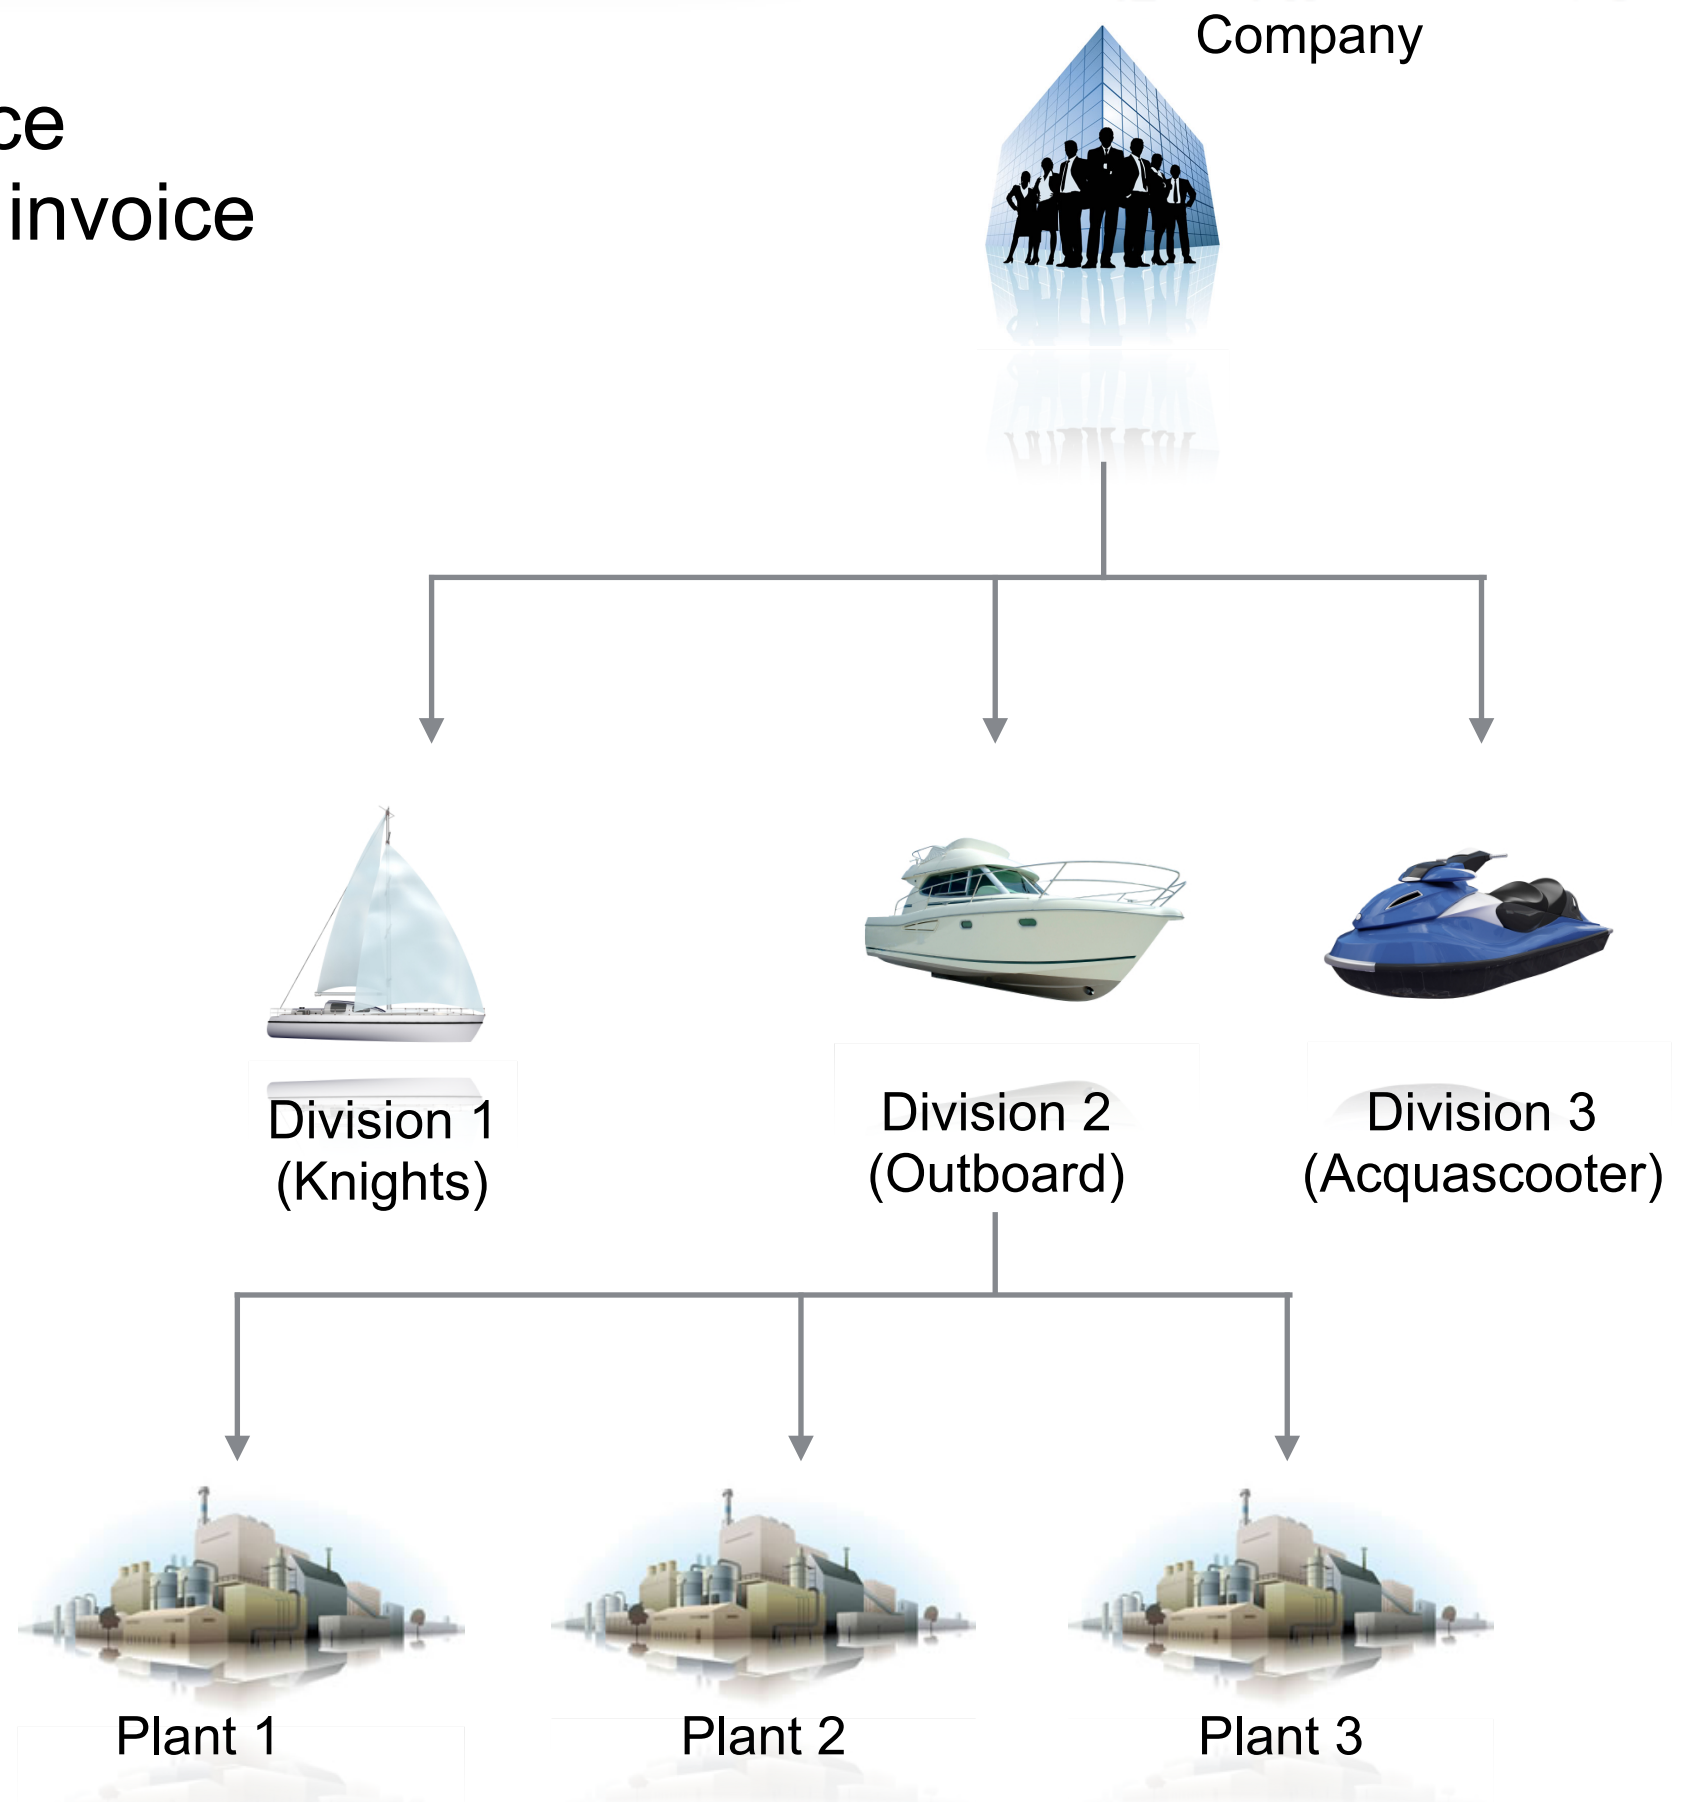 Company
ce
invoice
Division 1
(Knights)
Division 2
(Outboard)
Division 3
(Acquascooter)
Plant 1
Plant 2
Plant 3